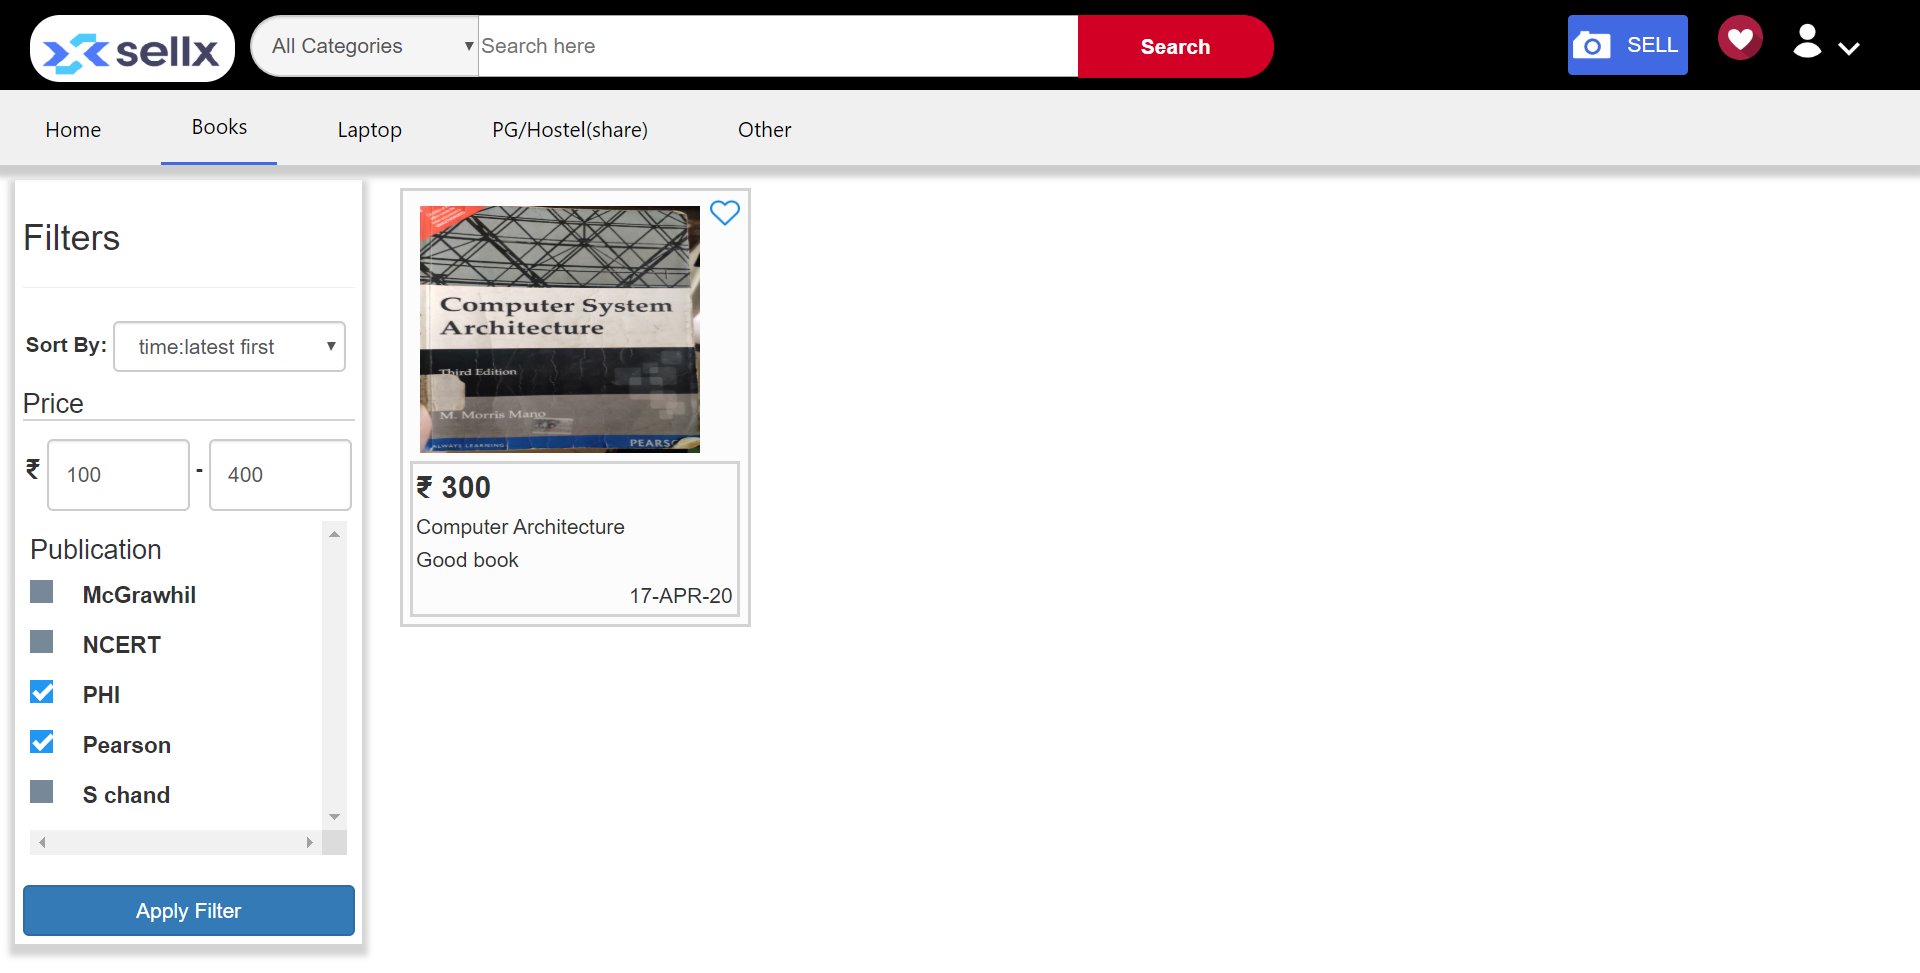 sellx
All Categories
Search here
Search
SELL
Home
Books
Laptop
PG/Hostel(share)
Other
Filters
Sort By:
time:latest first
Price
₹ 100 - 400
Publication
McGrawhil
NCERT
PHI
Pearson
S chand
Apply Filter
Computer System
Architecture
Third Edition
M. Morris Mano
ALWAYS LEARNING
PEARSO
₹ 300
Computer Architecture
Good book
17-APR-20